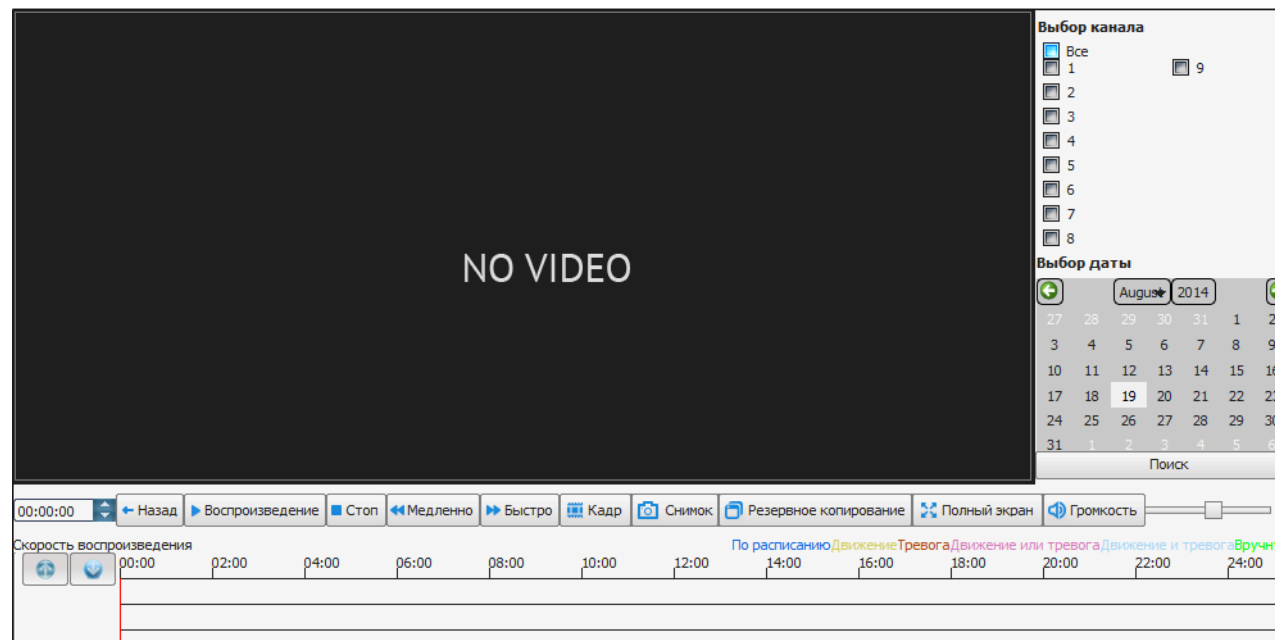 Выбор канала
Все
1 9
2
3
4
5
6
7
8
NO VIDEO
Выбор даты
August 2014
27 28 29 30 31 1
3 4 5 6 7 8 9
10 11 12 13 14 15
17 18 19 20 21 22
24 25 26 27 28 29
31 1 2 3 4 5
Поиск
00:00:00 Назад Воспроизведение Стоп Медленно Быстро Кадр Снимок Резервное копирование Полный экран Громкость
Скорость воспроизведения По расписанию Движение Тревога Движение или тревога Движение и тревога
00:00 02:00 04:00 06:00 08:00 10:00 12:00 14:00 16:00 18:00 20:00 22:00 24:00